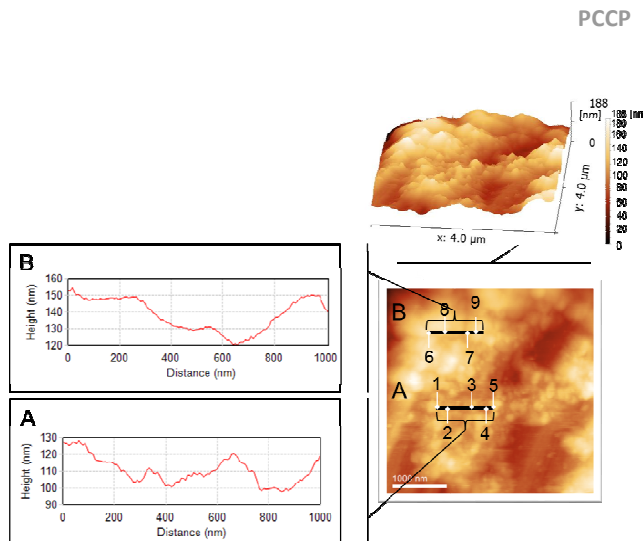 PCCP
188
[nm]
0
y: 4.0 µm
x: 4.0 µm
188 [nm]
180
160
140
120
100
80
60
40
20
0
B
160
150
140
130
120
Height (nm)
0 200 400 600 800 1000
Distance (nm)
A
130
120
110
100
90
Height (nm)
0 200 400 600 800 1000
Distance (nm)
B
8 9
6 7
A
1 3 5
2 4
1000 nm